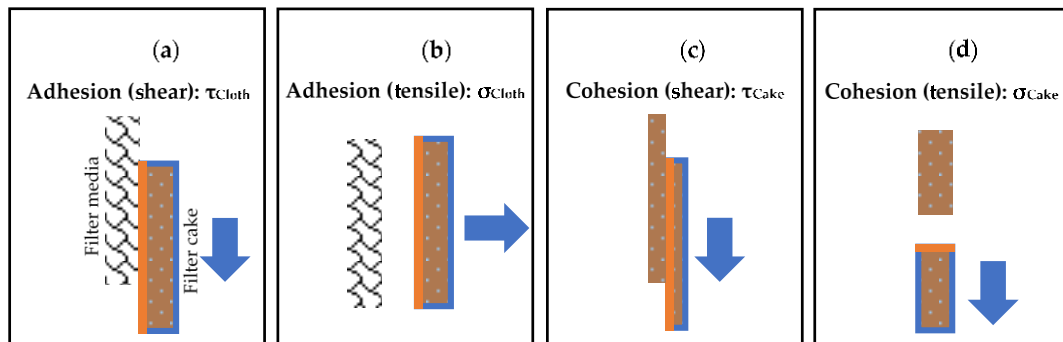 (a)
Adhesion (shear): τCloth
Filter media
Filter cake
(b)
Adhesion (tensile): σCloth
(c)
Cohesion (shear): τCake
(d)
Cohesion (tensile): σCake